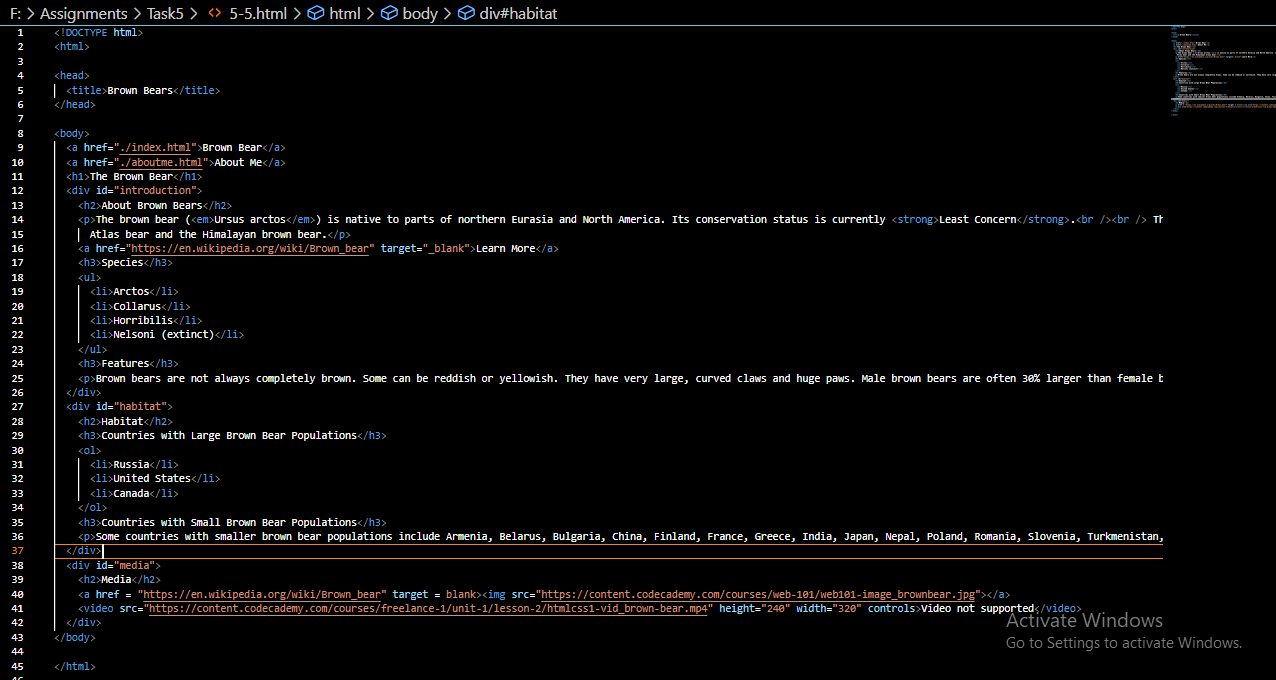 F: > Assignments > Task5 > <> 5-5.html > html > body > div#habitat
1 <!DOCTYPE html>
2 <html>
3
4 <head>
5 <title>Brown Bears</title>
6 </head>
7
8 <body>
9 <a href="./index.html">Brown Bear</a>
10 <a href="./aboutme.html">About Me</a>
11 <h1>The Brown Bear</h1>
12 <div id="introduction">
13 <h2>About Brown Bears</h2>
14 <p>The brown bear (<em>Ursus arctos</em>) is native to parts of northern Eurasia and North America. Its conservation status is currently <strong>Least Concern</strong>.<br /><br /> Th
15 Atlas bear and the Himalayan brown bear.</p>
16 <a href="https://en.wikipedia.org/wiki/Brown_bear" target="_blank">Learn More</a>
17 <h3>Species</h3>
18 <ul>
19 <li>Arctos</li>
20 <li>Collarus</li>
21 <li>Horribilis</li>
22 <li>Nelsoni (extinct)</li>
23 </ul>
24 <h3>Features</h3>
25 <p>Brown bears are not always completely brown. Some can be reddish or yellowish. They have very large, curved claws and huge paws. Male brown bears are often 30% larger than female b
26 </div>
27 <div id="habitat">
28 <h2>Habitat</h2>
29 <h3>Countries with Large Brown Bear Populations</h3>
30 <ol>
31 <li>Russia</li>
32 <li>United States</li>
33 <li>Canada</li>
34 </ol>
35 <h3>Countries with Small Brown Bear Populations</h3>
36 <p>Some countries with smaller brown bear populations include Armenia, Belarus, Bulgaria, China, Finland, France, Greece, India, Japan, Nepal, Poland, Romania, Slovenia, Turkmenistan,
37 </div>
38 <div id="media">
39 <h2>Media</h2>
40 <a href = "https://en.wikipedia.org/wiki/Brown_bear" target = blank><img src="https://content.codecademy.com/courses/web-101/web101-image_brownbear.jpg"></a>
41 <video src="https://content.codecademy.com/courses/freelance-1/unit-1/lesson-2/htmlcss1-vid_brown-bear.mp4" height="240" width="320" controls>Video not supported</video>
42 </div>
43 </body>
44
45 </html>
Activate Windows
Go to Settings to activate Windows.